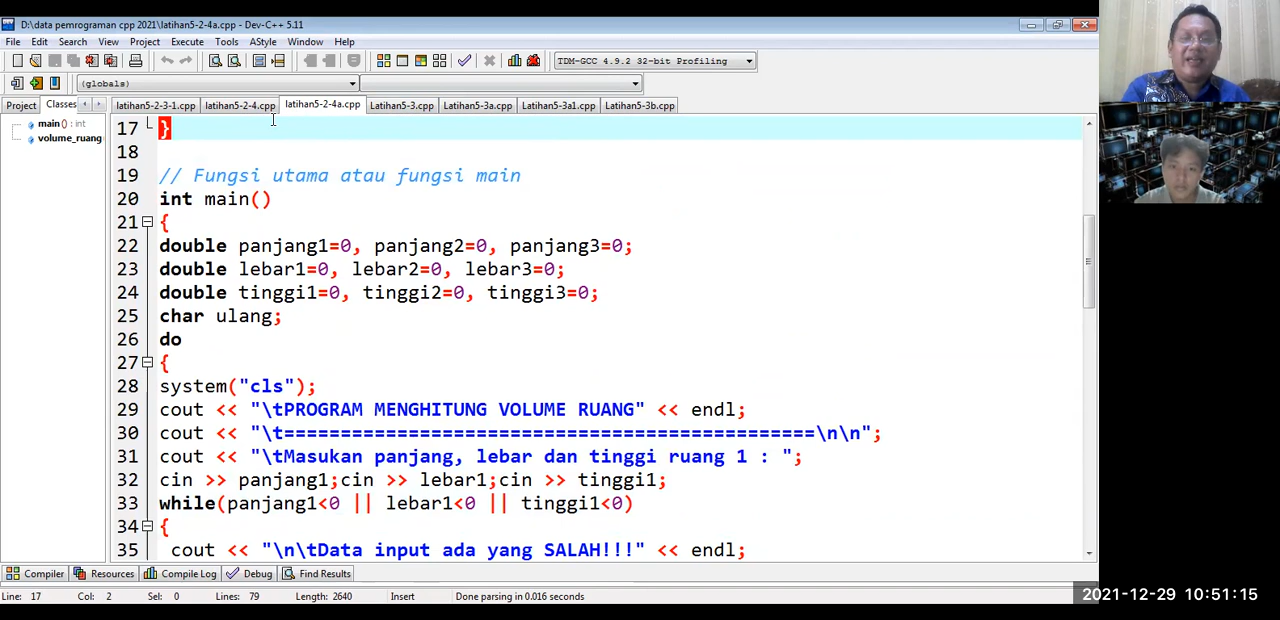 D:\data pemrograman cpp 2021\latihan5-2-4a.cpp - Dev-C++ 5.11
File Edit Search View Project Execute Tools AStyle Window Help
TDM-GCC 4.9.2 32-bit Profiling
(globals)
Project Classes latihan5-2-3-1.cpp latihan5-2-4.cpp latihan5-2-4a.cpp Latihan5-3.cpp Latihan5-3a.cpp Latihan5-3a1.cpp Latihan5-3b.cpp
main() : int
volume_ruang
17 }
18
19 // Fungsi utama atau fungsi main
20 int main()
21 {
22 double panjang1=0, panjang2=0, panjang3=0;
23 double lebar1=0, lebar2=0, lebar3=0;
24 double tinggi1=0, tinggi2=0, tinggi3=0;
25 char ulang;
26 do
27 {
28 system("cls");
29 cout << "\tPROGRAM MENGHITUNG VOLUME RUANG" << endl;
30 cout << "\t===============================================\n\n";
31 cout << "\tMasukan panjang, lebar dan tinggi ruang 1 : ";
32 cin >> panjang1;cin >> lebar1;cin >> tinggi1;
33 while(panjang1<0 || lebar1<0 || tinggi1<0)
34 {
35 cout << "\n\tData input ada yang SALAH!!!" << endl;
Compiler Resources Compile Log Debug Find Results
Line: 17 Col: 2 Sel: 0 Lines: 79 Length: 2640 Insert Done parsing in 0.016 seconds
2021-12-29 10:51:15